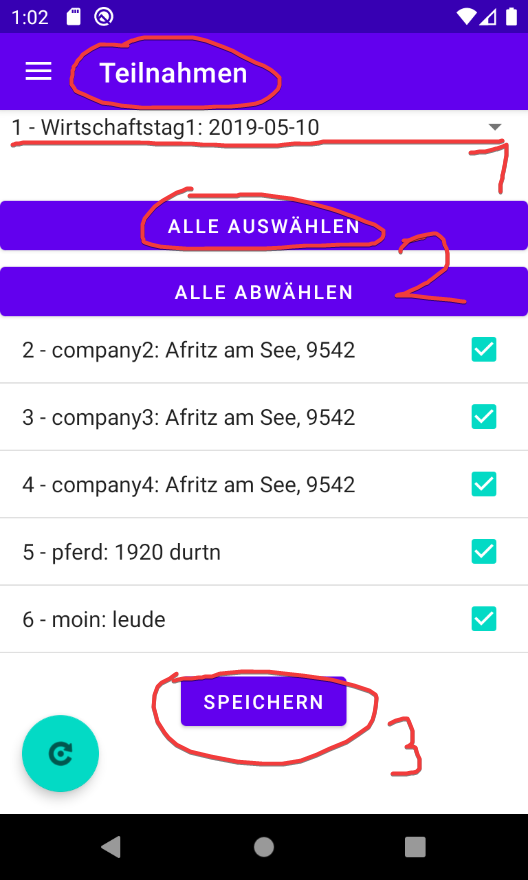 1:02
Teilnahmen
1 - Wirtschaftstag1: 2019-05-10
1
ALLE AUSWÄHLEN
2
ALLE ABWÄHLEN
2 - company2: Afritz am See, 9542
3 - company3: Afritz am See, 9542
4 - company4: Afritz am See, 9542
5 - pferd: 1920 durtn
6 - moin: leude
SPEICHERN
3